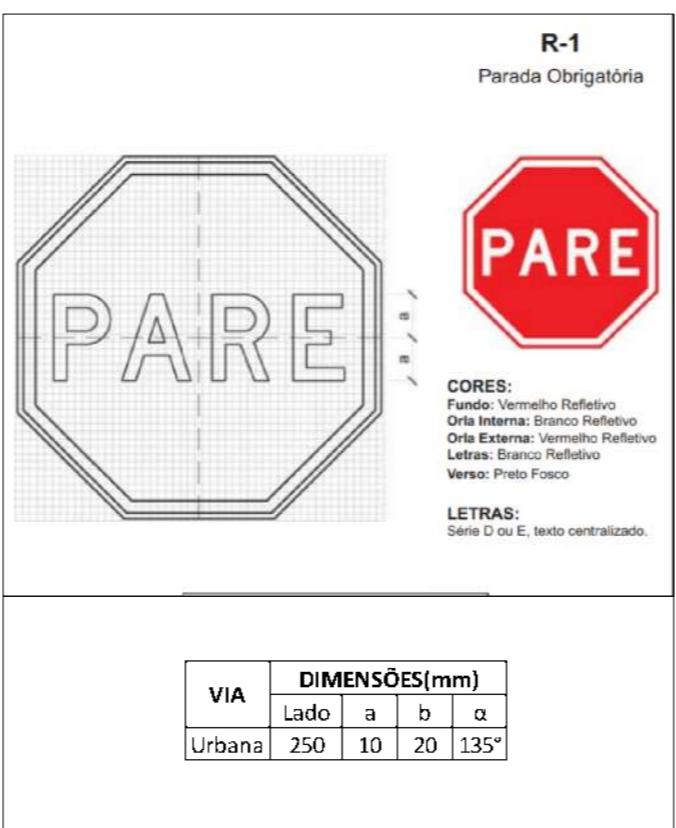 R-1
Parada Obrigatória
PARE
PARE
a
a
CORES:
Fundo: Vermelho Refletivo
Orla Interna: Branco Refletivo
Orla Externa: Vermelho Refletivo
Letras: Branco Refletivo
Verso: Preto Fosco
LETRAS:
Série D ou E, texto centralizado.
VIA DIMENSÕES(mm)
Lado a b α
Urbana 250 10 20 135°